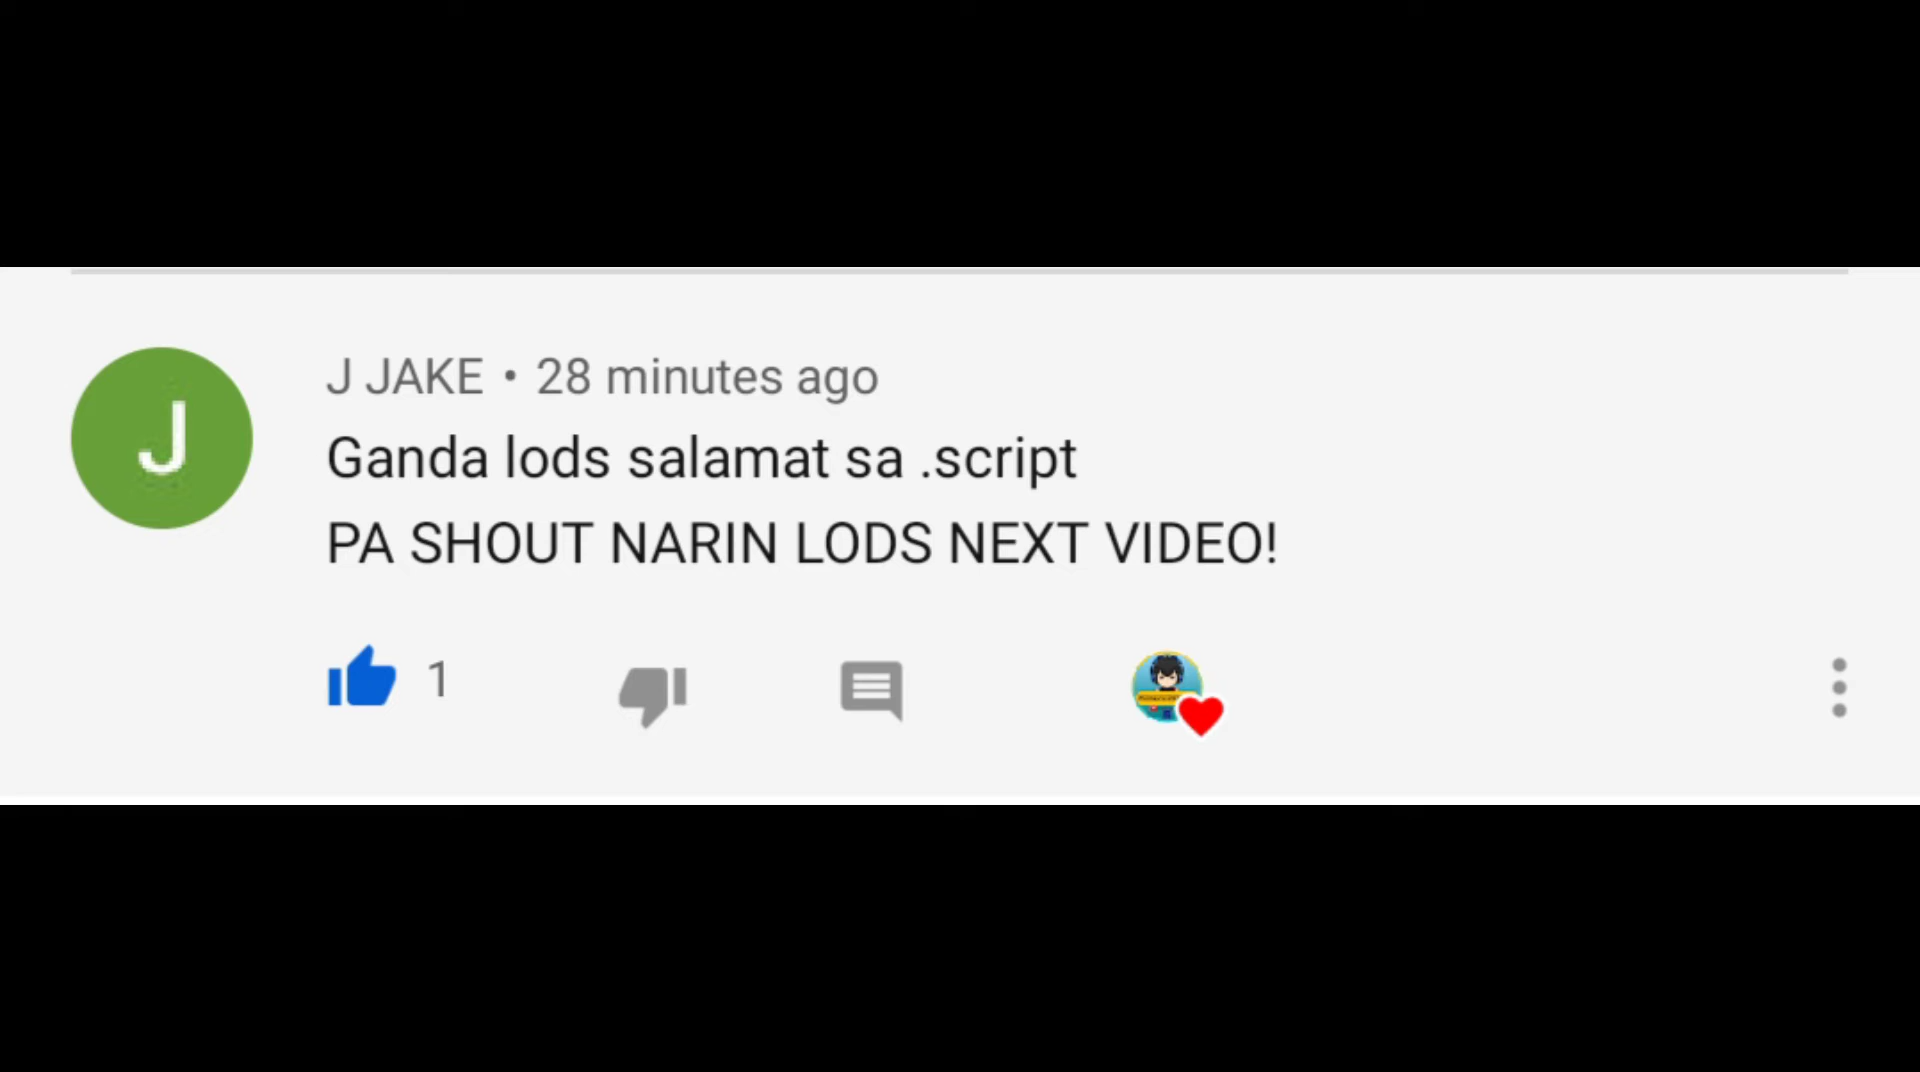 J
J JAKE • 28 minutes ago
Ganda lods salamat sa .script
PA SHOUT NARIN LODS NEXT VIDEO!
1